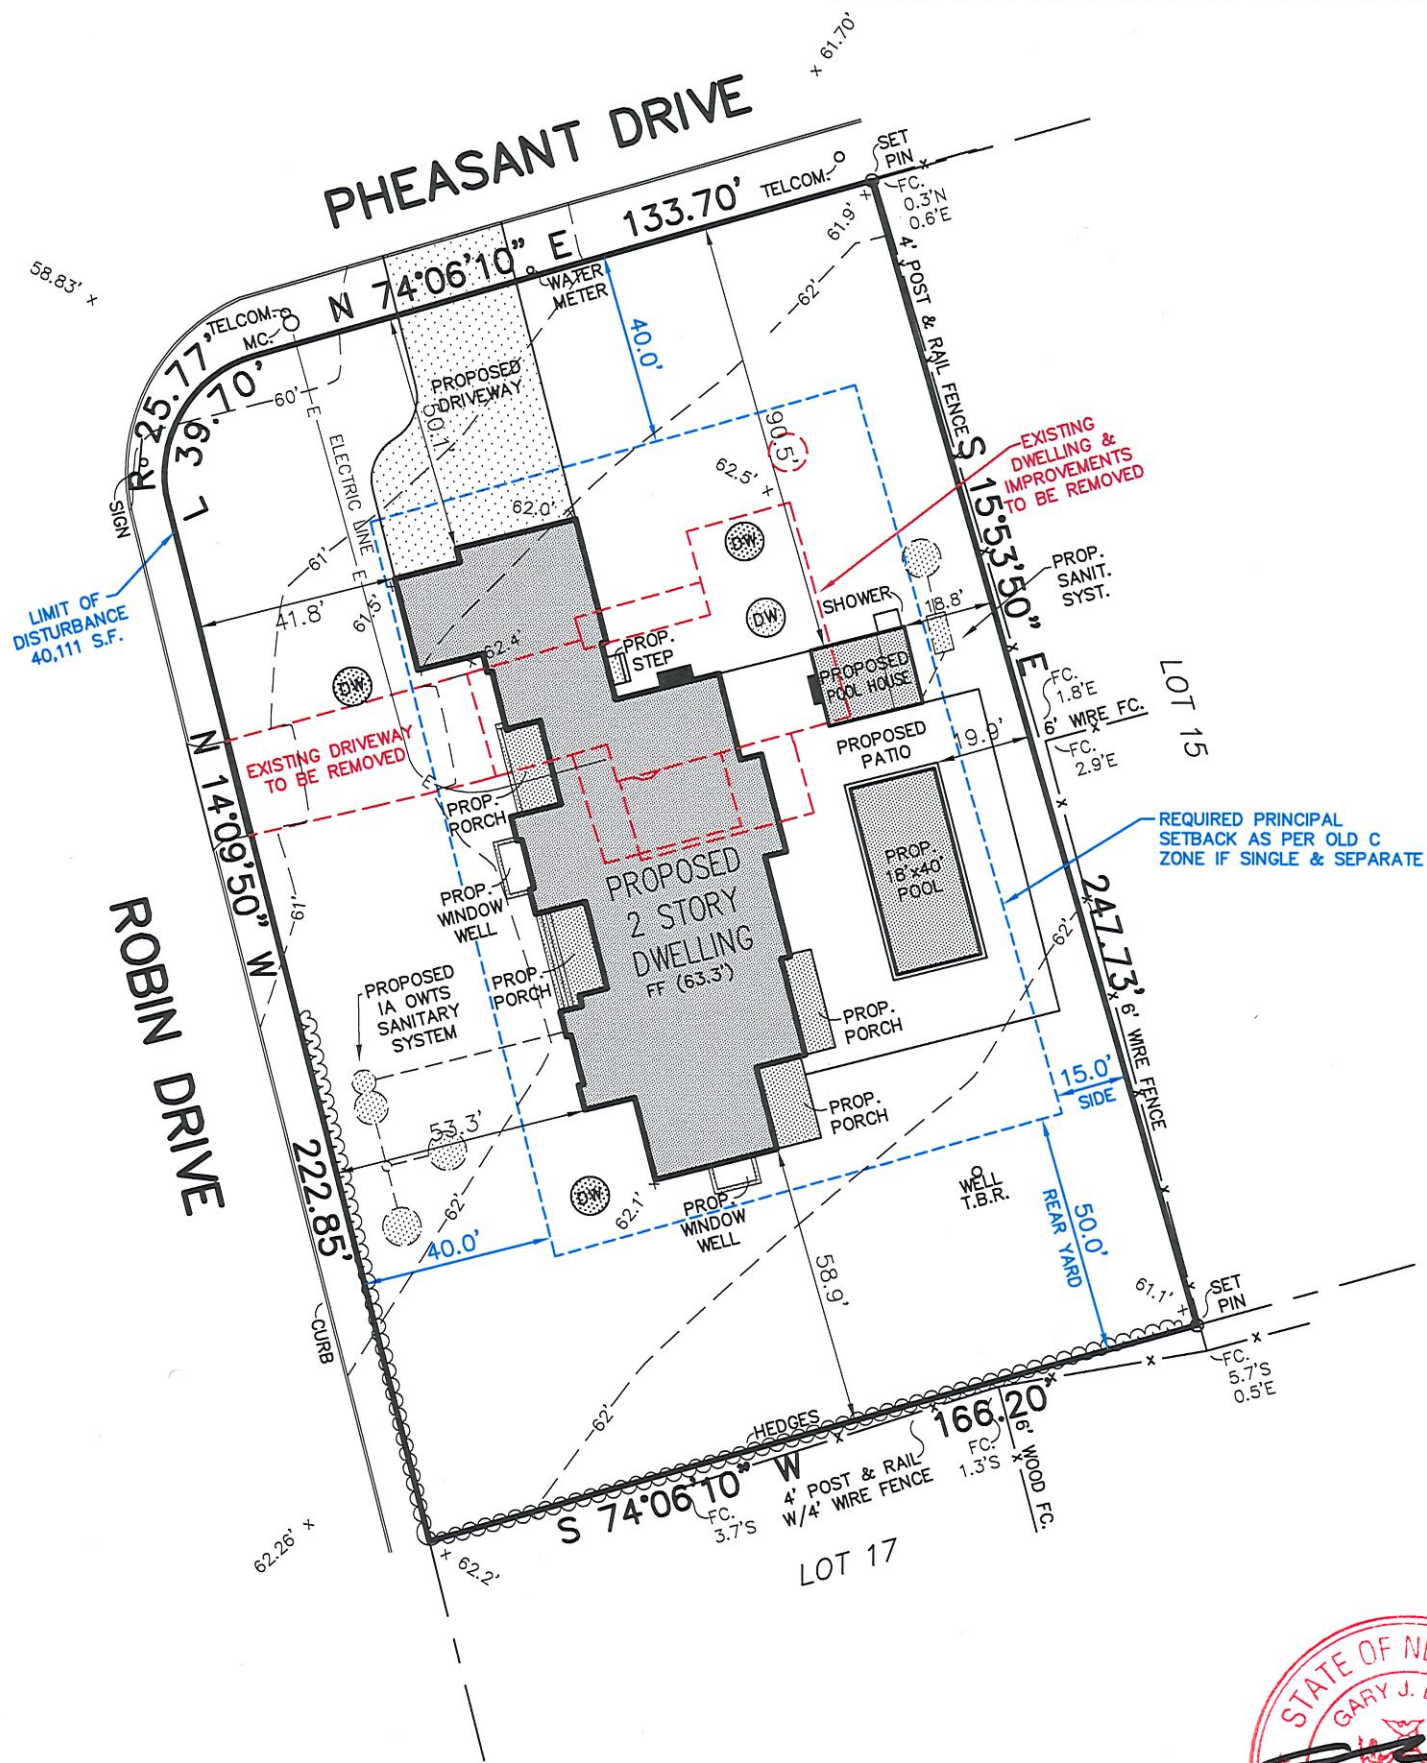 61.70'
PHEASANT DRIVE
SET
PIN
TELCOM.
FC.
0.3'N
0.6'E
61.9'
133.70'
N 74°06'10" E
WATER
METER
58.83'
TELCOM.
MC.
R= 25.77'
L 39.70'
60'
62'
4' POST & RAIL FENCE
40.0'
PROPOSED
DRIVEWAY
50.1'
90.5'
SIGN
ELECTRIC LINE
E
E
E
62.5'
62.0'
EXISTING
DWELLING &
IMPROVEMENTS
TO BE REMOVED
S 15°53'50" E
247.73'
LIMIT OF
DISTURBANCE
40,111 S.F.
61'
61.5'
41.8'
DW
DW
SHOWER
18.8'
PROP.
SANIT.
SYST.
62.4'
PROP.
STEP
DW
PROPOSED
POOL HOUSE
FC.
1.8'E
6' WIRE FC.
FC.
2.9'E
LOT 15
N 14°09'50" W
222.85'
EXISTING DRIVEWAY
TO BE REMOVED
PROPOSED
PATIO
19.9'
PROP.
PORCH
PROP.
18'x40'
POOL
REQUIRED PRINCIPAL
SETBACK AS PER OLD C
ZONE IF SINGLE & SEPARATE
PROPOSED
2 STORY
DWELLING
FF (63.3')
PROP.
WINDOW
WELL
61'
62'
ROBIN DRIVE
PROPOSED
IA OWTS
SANITARY
SYSTEM
PROP.
PORCH
PROP.
PORCH
6' WIRE FENCE
15.0'
SIDE
PROP.
PORCH
53.3'
DW
62'
62.1'
PROP.
WINDOW
WELL
WELL
T.B.R.
50.0'
REAR YARD
40.0'
58.9'
61.1'
SET
PIN
CURB
FC.
5.7'S
0.5'E
62'
HEDGES
166.20'
S 74°06'10" W
FC.
3.7'S
4' POST & RAIL
W/4' WIRE FENCE
FC.
1.3'S
6' WOOD FC.
62.26'
62.2'
LOT 17
STATE OF NE
GARY J.